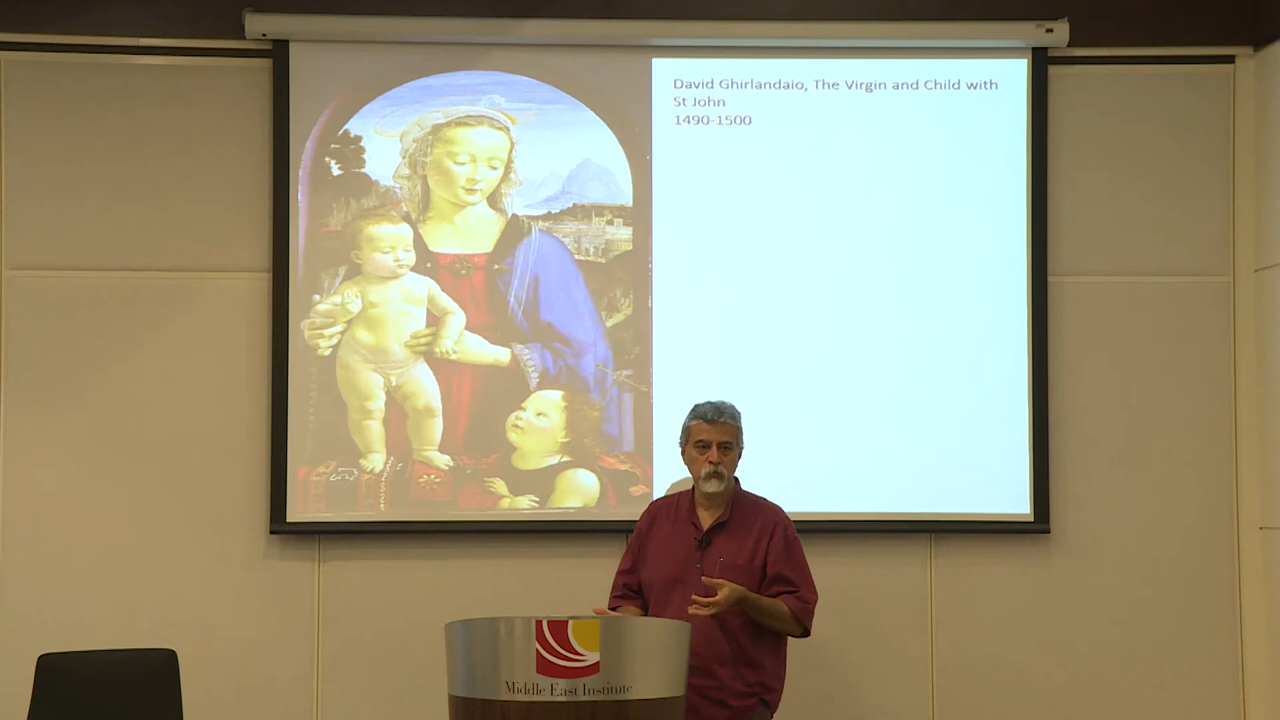 David Ghirlandaio, The Virgin and Child with
St John
1490-1500
Middle East Institute